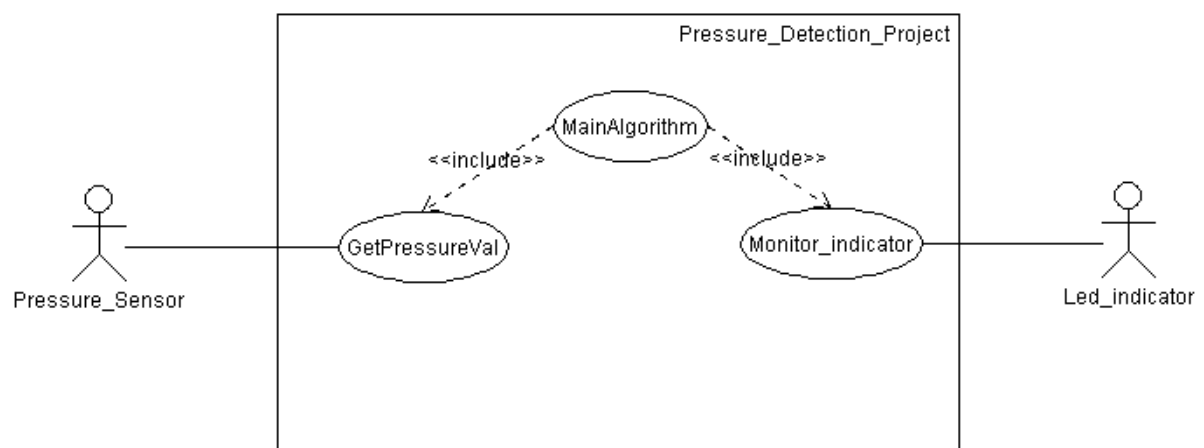 Pressure_Detection_Project
MainAlgorithm
<<include>>
<<include>>
GetPressureVal
Monitor_indicator
Pressure_Sensor
Led_indicator